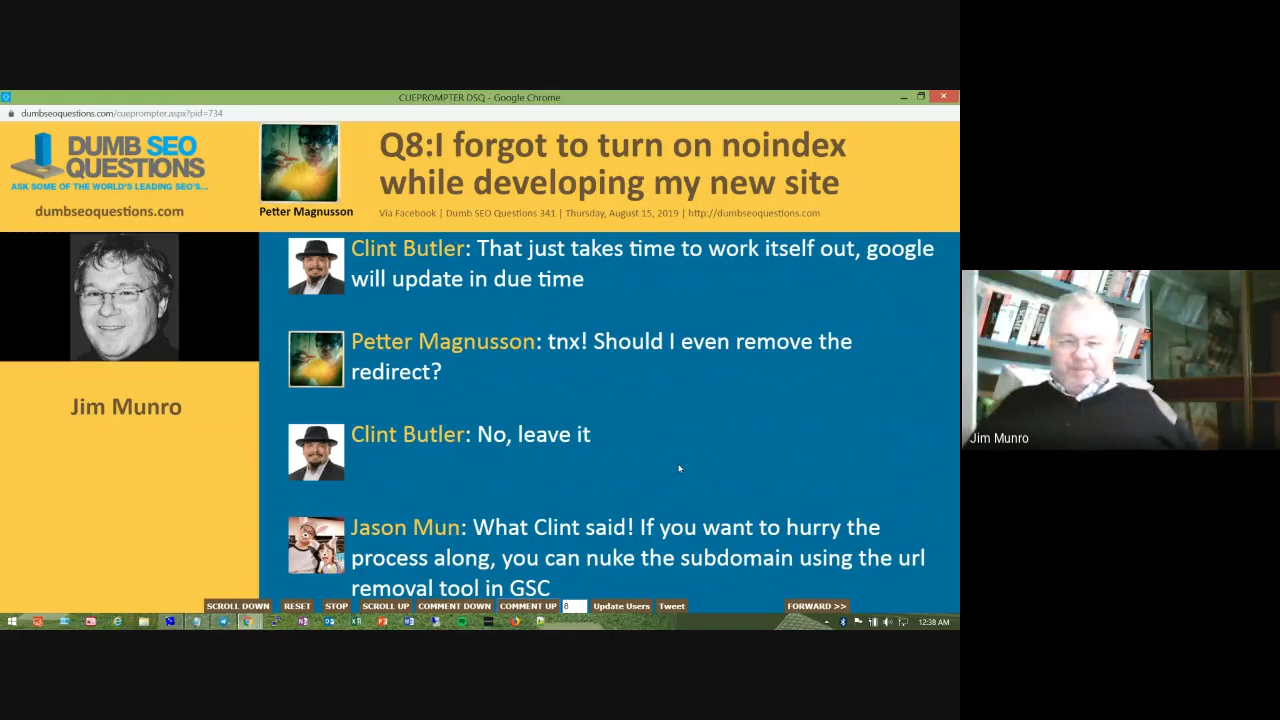 CUEPROMPTER DSQ - Google Chrome
dumbseoquestions.com/cueprompter.aspx?pid=734
DUMB SEO
QUESTIONS
ASK SOME OF THE WORLD'S LEADING SEO'S...
dumbseoquestions.com
Petter Magnusson
Q8:I forgot to turn on noindex
while developing my new site
Via Facebook | Dumb SEO Questions 341 | Thursday, August 15, 2019 | http://dumbseoquestions.com
Jim Munro
Clint Butler: That just takes time to work itself out, google
will update in due time
Petter Magnusson: tnx! Should I even remove the
redirect?
Clint Butler: No, leave it
Jason Mun: What Clint said! If you want to hurry the
process along, you can nuke the subdomain using the url
removal tool in GSC
SCROLL DOWN RESET STOP SCROLL UP COMMENT DOWN COMMENT UP 8 Update Users Tweet FORWARD >>
12:38 AM
Jim Munro